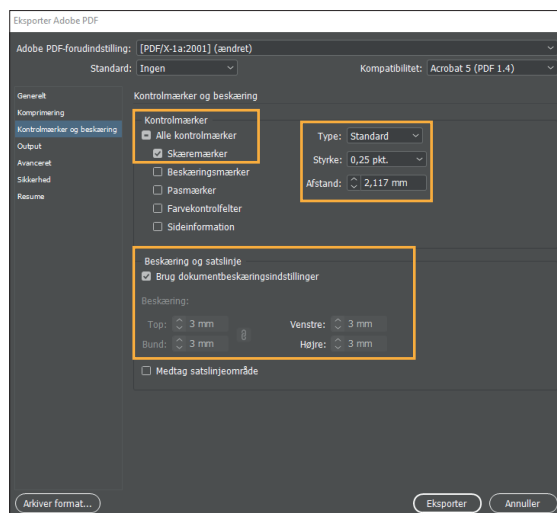 Eksporter Adobe PDF
Adobe PDF-forudindstilling: [PDF/X-1a:2001] (ændret)
Standard: Ingen Kompatibilitet: Acrobat 5 (PDF 1.4)
Generelt
Komprimering
Kontrolmærker og beskæring
Output
Avanceret
Sikkerhed
Resume
Kontrolmærker og beskæring
Kontrolmærker
Alle kontrolmærker
Skæremærker
Beskæringsmærker
Pasmærker
Farvekontrolfelter
Sideinformation
Type: Standard
Styrke: 0,25 pkt.
Afstand: 2,117 mm
Beskæring og satslinje
Brug dokumentbeskæringsindstillinger
Beskæring:
Top: 3 mm Venstre: 3 mm
Bund: 3 mm Højre: 3 mm
Medtag satslinjeområde
Arkiver format... Eksporter Annuller